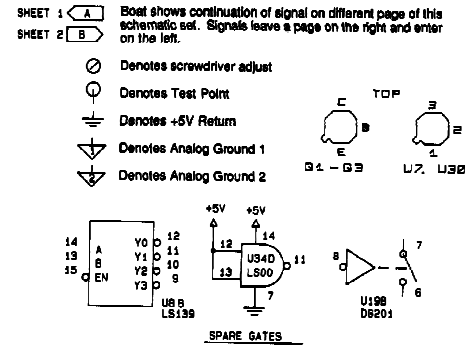 SHEET 1 A Boat shows continuation of signal on different page of this
SHEET 2 B schematic set. Signals leave a page on the right and enter
on the left.
Denotes screwdriver adjust
Denotes Test Point
Denotes +5V Return
1 Denotes Analog Ground 1
2 Denotes Analog Ground 2
TOP
C
B
E
Q1 - Q3
3
2
1
U7, U30
14 A Y0 12
13 B Y1 11
15 EN Y2 10
Y3 9
U8B
LS139
+5V +5V
14
12
13
U34D
LS00
11
7
8
7
6
U19B
DG201
SPARE GATES